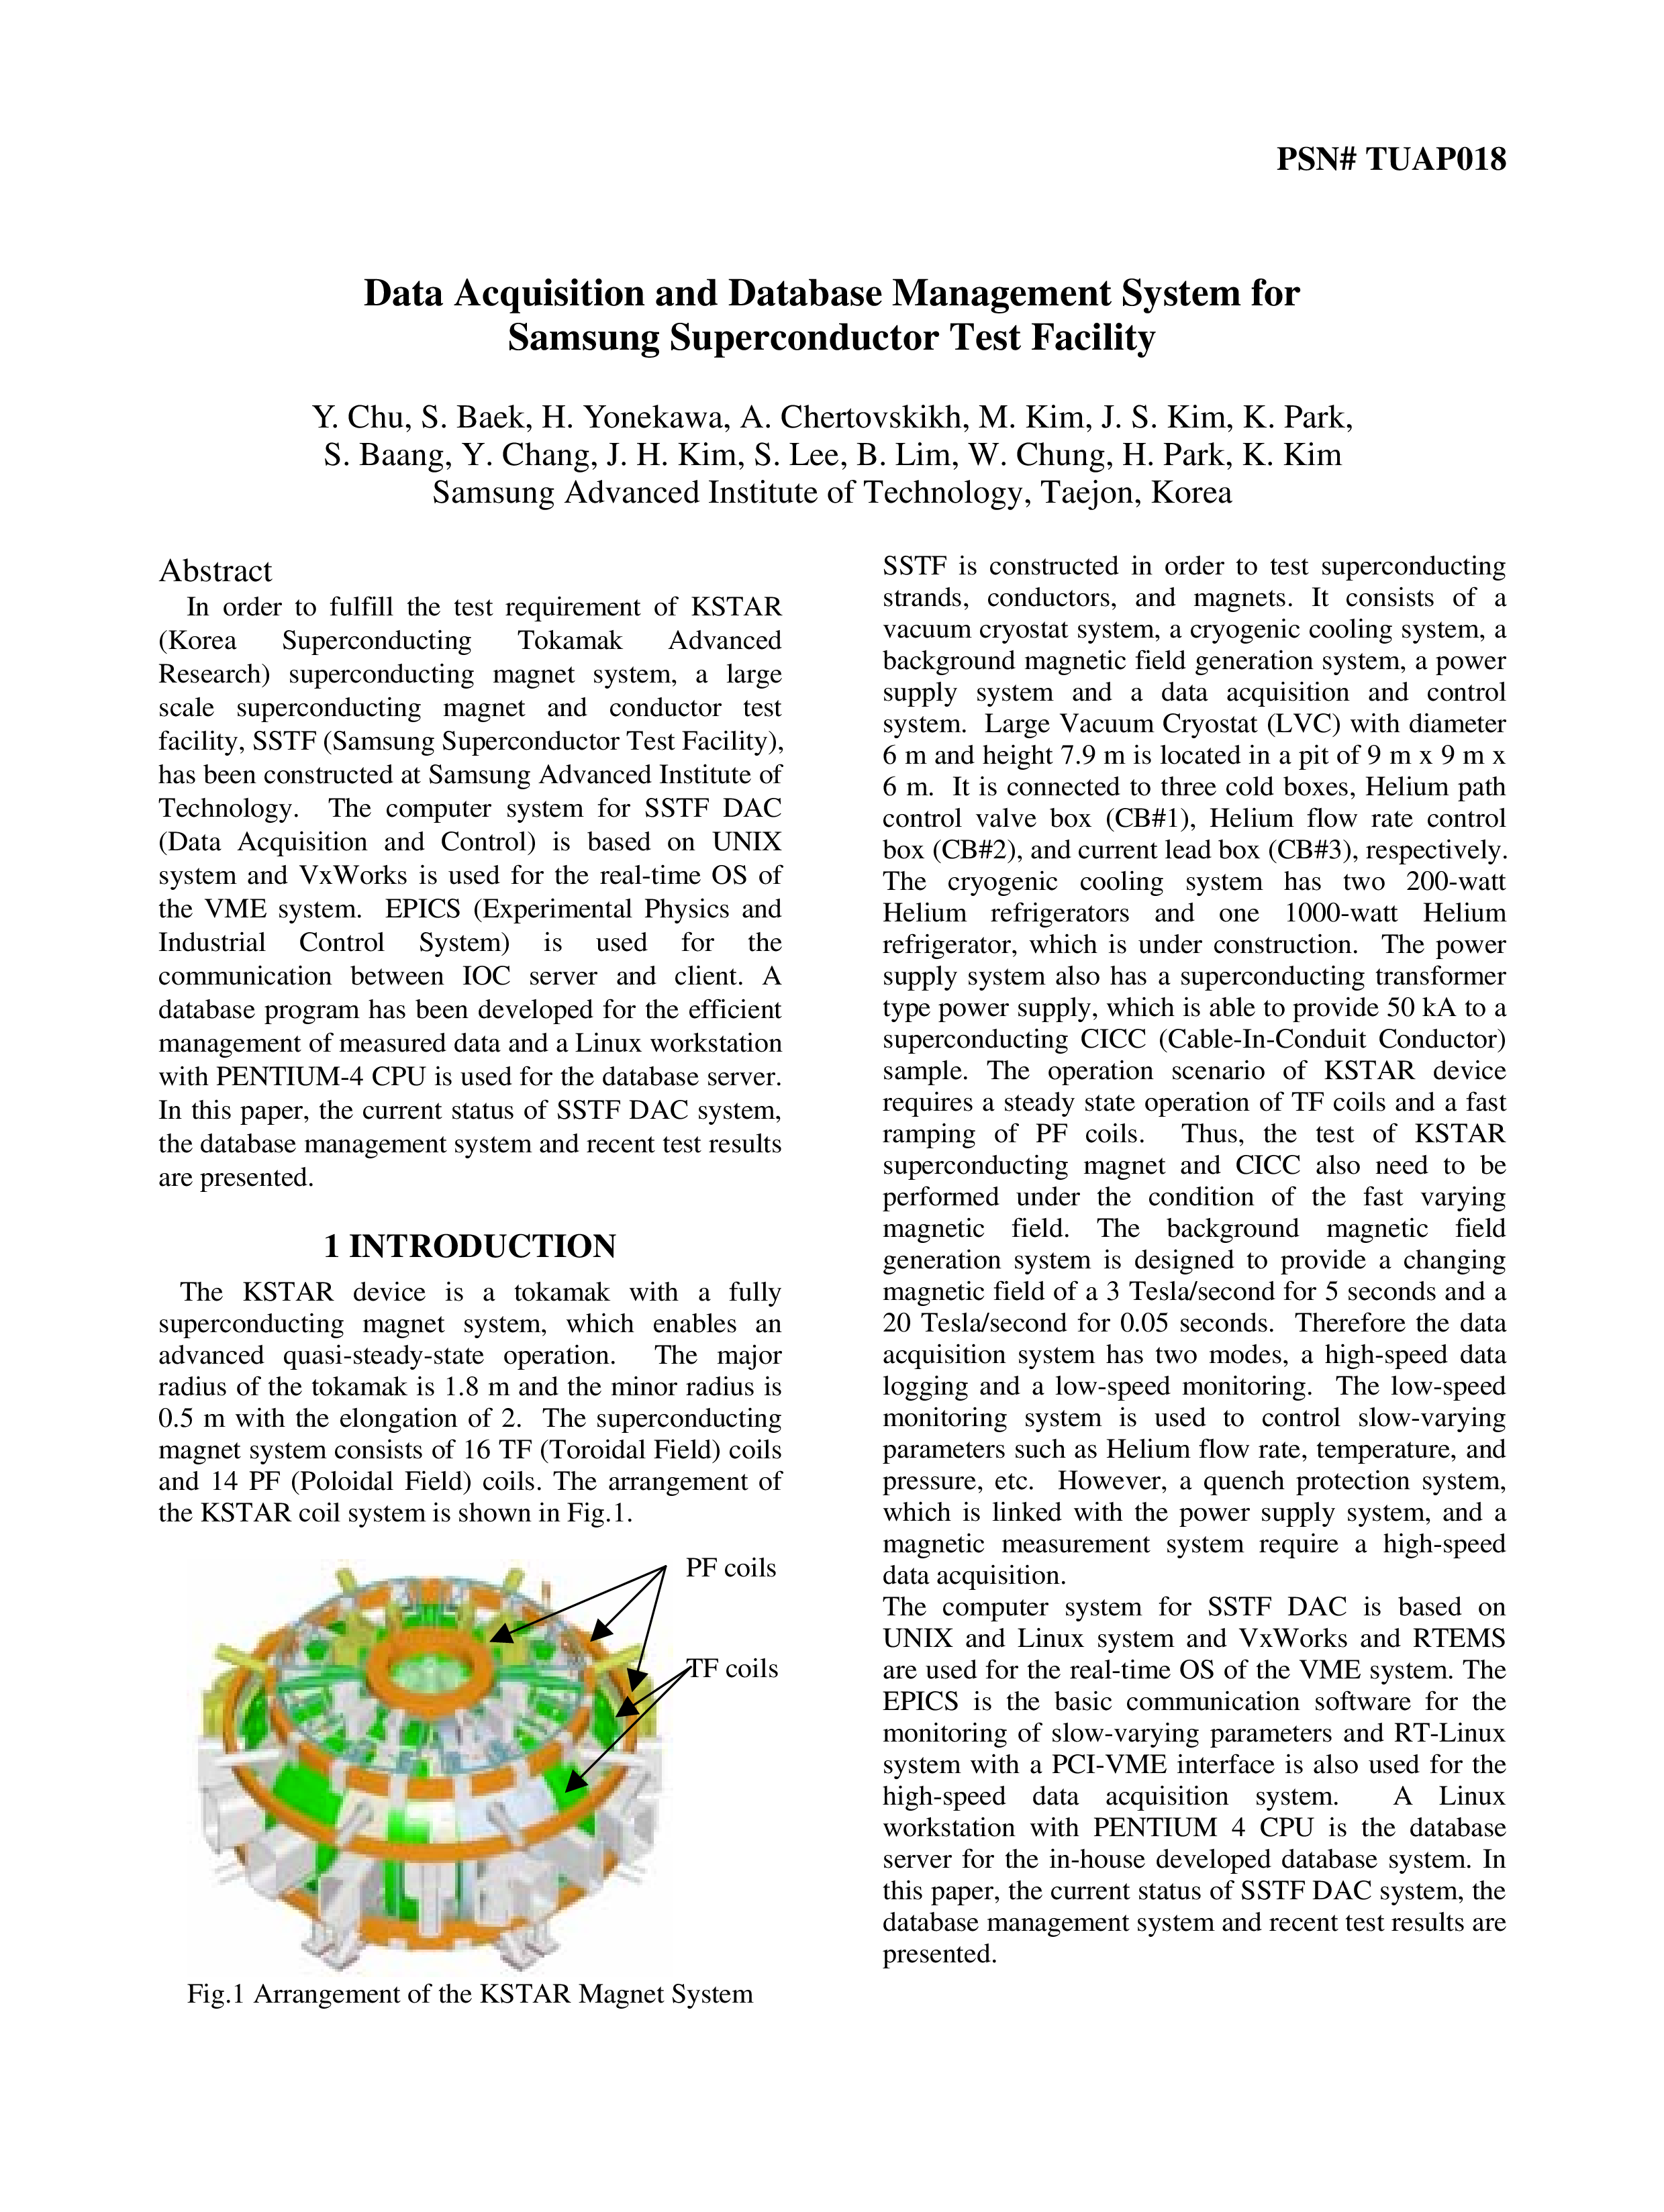 PSN# TUAP018
Data Acquisition and Database Management System for
Samsung Superconductor Test Facility
Y. Chu, S. Baek, H. Yonekawa, A. Chertovskikh, M. Kim, J. S. Kim, K. Park,
S. Baang, Y. Chang, J. H. Kim, S. Lee, B. Lim, W. Chung, H. Park, K. Kim
Samsung Advanced Institute of Technology, Taejon, Korea
Abstract
In order to fulfill the test requirement of KSTAR
(Korea Superconducting Tokamak Advanced
Research) superconducting magnet system, a large
scale superconducting magnet and conductor test
facility, SSTF (Samsung Superconductor Test Facility),
has been constructed at Samsung Advanced Institute of
Technology. The computer system for SSTF DAC
(Data Acquisition and Control) is based on UNIX
system and VxWorks is used for the real-time OS of
the VME system. EPICS (Experimental Physics and
Industrial Control System) is used for the
communication between IOC server and client. A
database program has been developed for the efficient
management of measured data and a Linux workstation
with PENTIUM-4 CPU is used for the database server.
In this paper, the current status of SSTF DAC system,
the database management system and recent test results
are presented.
1 INTRODUCTION
The KSTAR device is a tokamak with a fully
superconducting magnet system, which enables an
advanced quasi-steady-state operation. The major
radius of the tokamak is 1.8 m and the minor radius is
0.5 m with the elongation of 2. The superconducting
magnet system consists of 16 TF (Toroidal Field) coils
and 14 PF (Poloidal Field) coils. The arrangement of
the KSTAR coil system is shown in Fig.1.
PF coils
TF coils
Fig.1 Arrangement of the KSTAR Magnet System
SSTF is constructed in order to test superconducting
strands, conductors, and magnets. It consists of a
vacuum cryostat system, a cryogenic cooling system, a
background magnetic field generation system, a power
supply system and a data acquisition and control
system. Large Vacuum Cryostat (LVC) with diameter
6 m and height 7.9 m is located in a pit of 9 m x 9 m x
6 m. It is connected to three cold boxes, Helium path
control valve box (CB#1), Helium flow rate control
box (CB#2), and current lead box (CB#3), respectively.
The cryogenic cooling system has two 200-watt
Helium refrigerators and one 1000-watt Helium
refrigerator, which is under construction. The power
supply system also has a superconducting transformer
type power supply, which is able to provide 50 kA to a
superconducting CICC (Cable-In-Conduit Conductor)
sample. The operation scenario of KSTAR device
requires a steady state operation of TF coils and a fast
ramping of PF coils. Thus, the test of KSTAR
superconducting magnet and CICC also need to be
performed under the condition of the fast varying
magnetic field. The background magnetic field
generation system is designed to provide a changing
magnetic field of a 3 Tesla/second for 5 seconds and a
20 Tesla/second for 0.05 seconds. Therefore the data
acquisition system has two modes, a high-speed data
logging and a low-speed monitoring. The low-speed
monitoring system is used to control slow-varying
parameters such as Helium flow rate, temperature, and
pressure, etc. However, a quench protection system,
which is linked with the power supply system, and a
magnetic measurement system require a high-speed
data acquisition.
The computer system for SSTF DAC is based on
UNIX and Linux system and VxWorks and RTEMS
are used for the real-time OS of the VME system. The
EPICS is the basic communication software for the
monitoring of slow-varying parameters and RT-Linux
system with a PCI-VME interface is also used for the
high-speed data acquisition system. A Linux
workstation with PENTIUM 4 CPU is the database
server for the in-house developed database system. In
this paper, the current status of SSTF DAC system, the
database management system and recent test results are
presented.